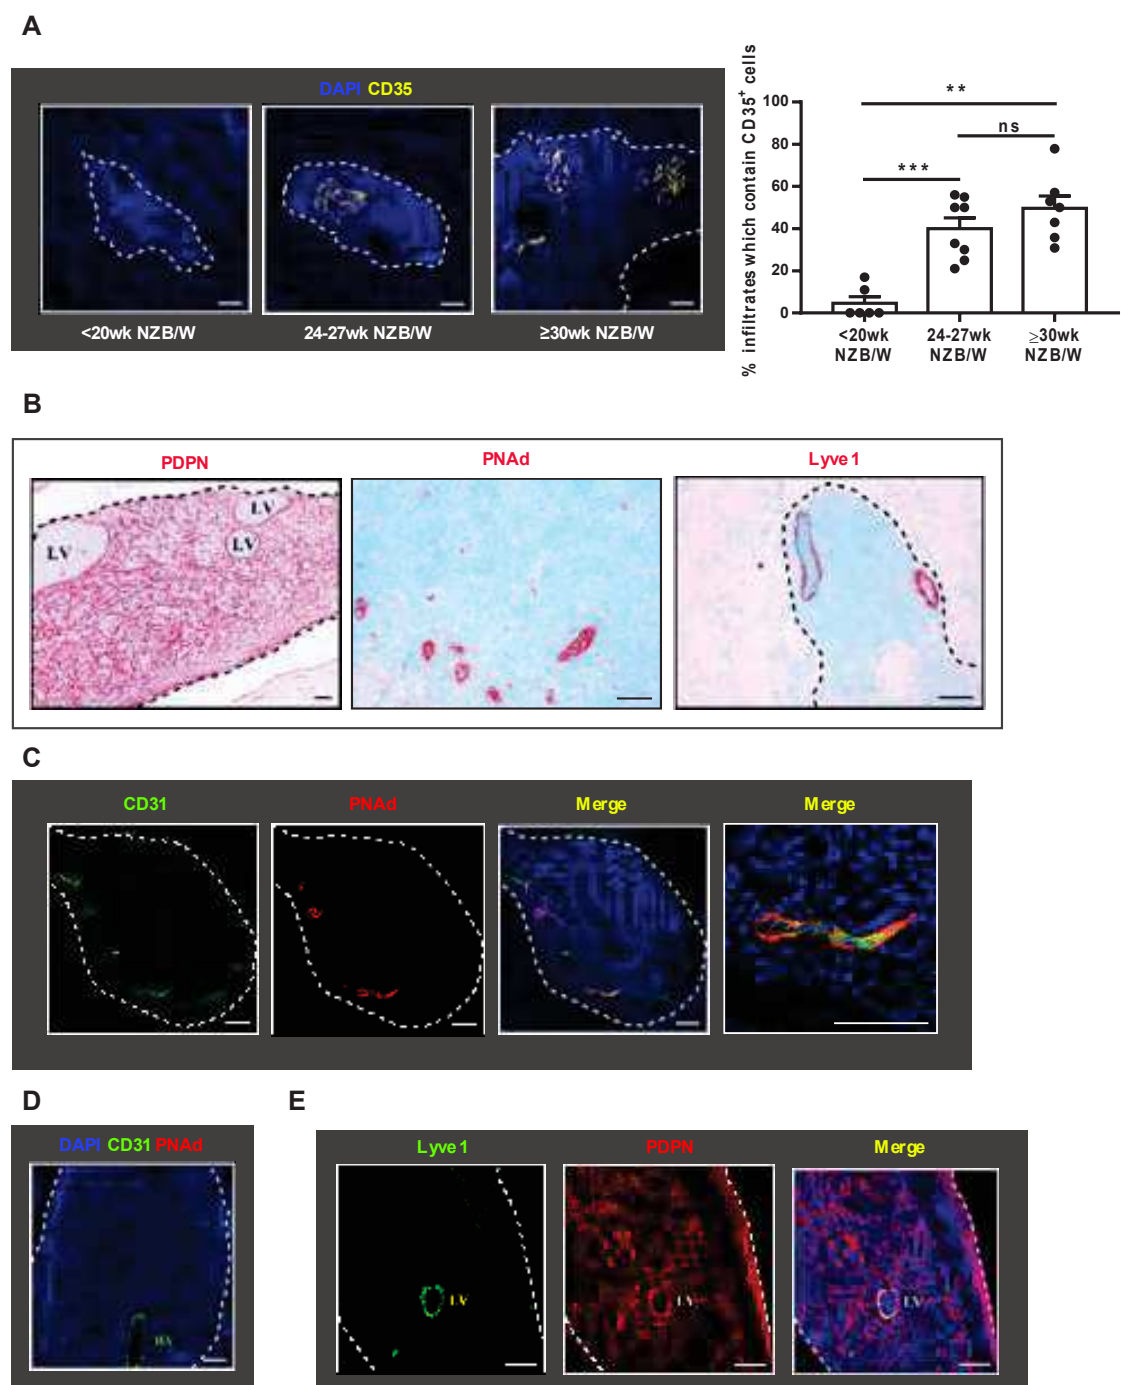 A
DAPI CD35
<20wk NZB/W
24-27wk NZB/W
≥30wk NZB/W
% infiltrates which contain CD35+ cells
100
80
60
40
20
0
**
ns
***
<20wk NZB/W
24-27wk NZB/W
≥30wk NZB/W
B
PDPN
PNAd
Lyve1
LV
LV
LV
C
CD31
PNAd
Merge
Merge
D
DAPI CD31 PNAd
E
Lyve1
PDPN
Merge
LV
LV
LV